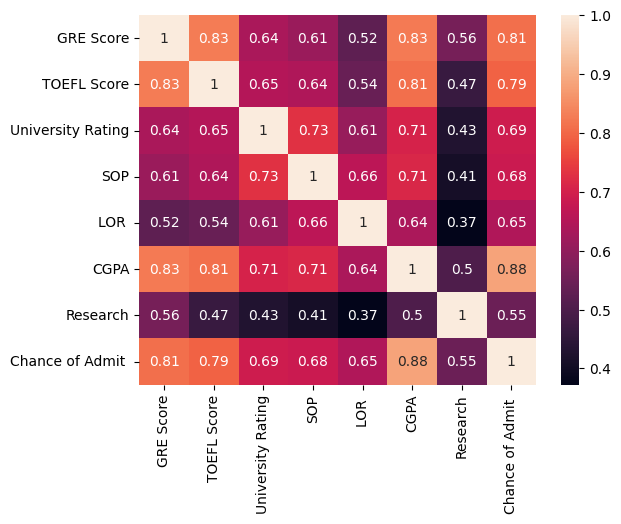 GRE Score 1 0.83 0.64 0.61 0.52 0.83 0.56 0.81
TOEFL Score 0.83 1 0.65 0.64 0.54 0.81 0.47 0.79
University Rating 0.64 0.65 1 0.73 0.61 0.71 0.43 0.69
SOP 0.61 0.64 0.73 1 0.66 0.71 0.41 0.68
LOR 0.52 0.54 0.61 0.66 1 0.64 0.37 0.65
CGPA 0.83 0.81 0.71 0.71 0.64 1 0.5 0.88
Research 0.56 0.47 0.43 0.41 0.37 0.5 1 0.55
Chance of Admit 0.81 0.79 0.69 0.68 0.65 0.88 0.55 1
GRE Score
TOEFL Score
University Rating
SOP
LOR
CGPA
Research
Chance of Admit
1.0
0.9
0.8
0.7
0.6
0.5
0.4